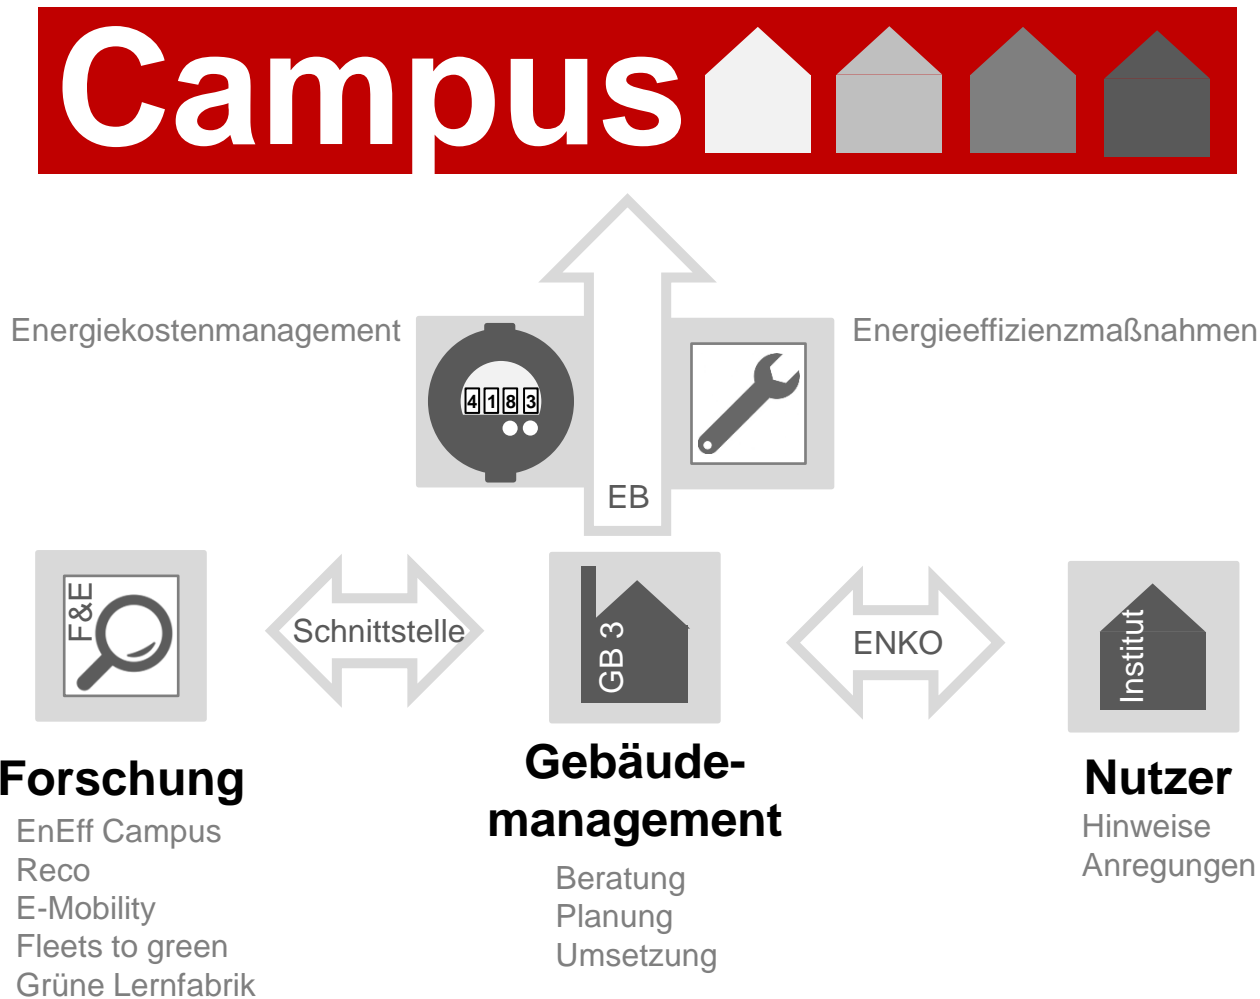 Campus
Energiekostenmanagement
Energieeffizienzmaßnahmen
4183
EB
F&E
Schnittstelle
GB 3
ENKO
Institut
Forschung
EnEff Campus
Reco
E-Mobility
Fleets to green
Grüne Lernfabrik
Gebäude-
management
Beratung
Planung
Umsetzung
Nutzer
Hinweise
Anregungen